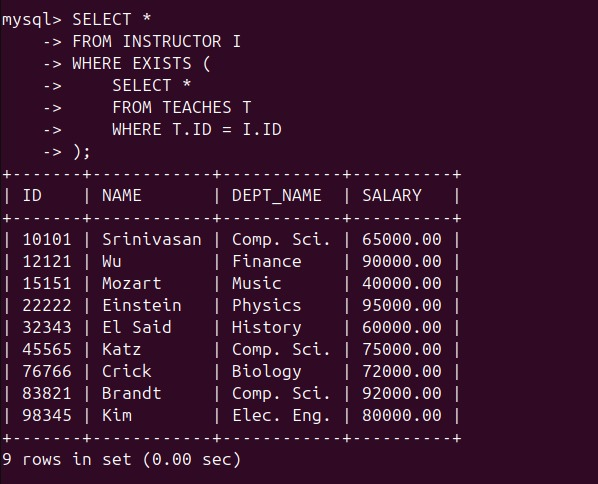 mysql> SELECT *
    -> FROM INSTRUCTOR I
    -> WHERE EXISTS (
    ->     SELECT *
    ->     FROM TEACHES T
    ->     WHERE T.ID = I.ID
    -> );
+-------+------------+------------+----------+
| ID    | NAME       | DEPT_NAME  | SALARY   |
+-------+------------+------------+----------+
| 10101 | Srinivasan | Comp. Sci. | 65000.00 |
| 12121 | Wu         | Finance    | 90000.00 |
| 15151 | Mozart     | Music      | 40000.00 |
| 22222 | Einstein   | Physics    | 95000.00 |
| 32343 | El Said    | History    | 60000.00 |
| 45565 | Katz       | Comp. Sci. | 75000.00 |
| 76766 | Crick      | Biology    | 72000.00 |
| 83821 | Brandt     | Comp. Sci. | 92000.00 |
| 98345 | Kim        | Elec. Eng. | 80000.00 |
+-------+------------+------------+----------+
9 rows in set (0.00 sec)